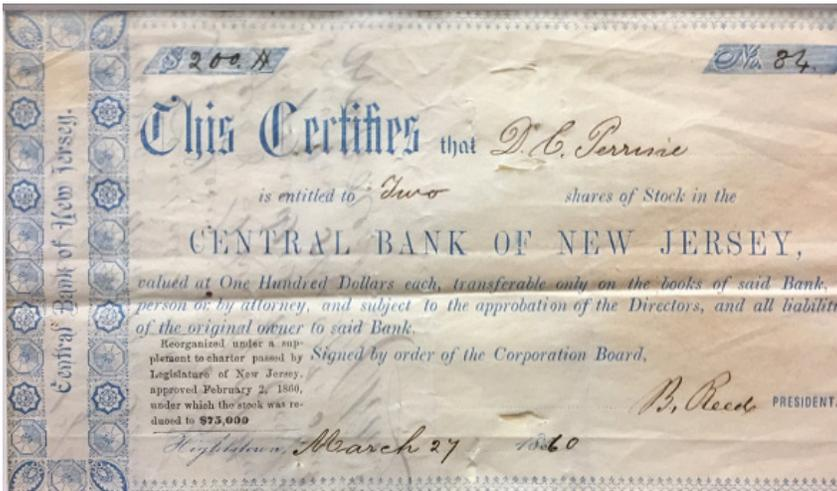 $ 200.
No. 84.
This Certifies that D. C. Perrine
is entitled to Two shares of Stock in the
CENTRAL BANK OF NEW JERSEY,
valued at One Hundred Dollars each, transferable only on the books of said Bank,
person or by attorney, and subject to the approbation of the Directors, and all liabilit
of the original owner to said Bank.
Reorganized under a sup-
plement to charter passed by
Legislature of New Jersey,
approved February 2, 1860,
under which the stock was re-
duced to $75,000
Signed by order of the Corporation Board,
B. Reed PRESIDENT.
Hightstown, March 27 1860
Central Bank of New Jersey.